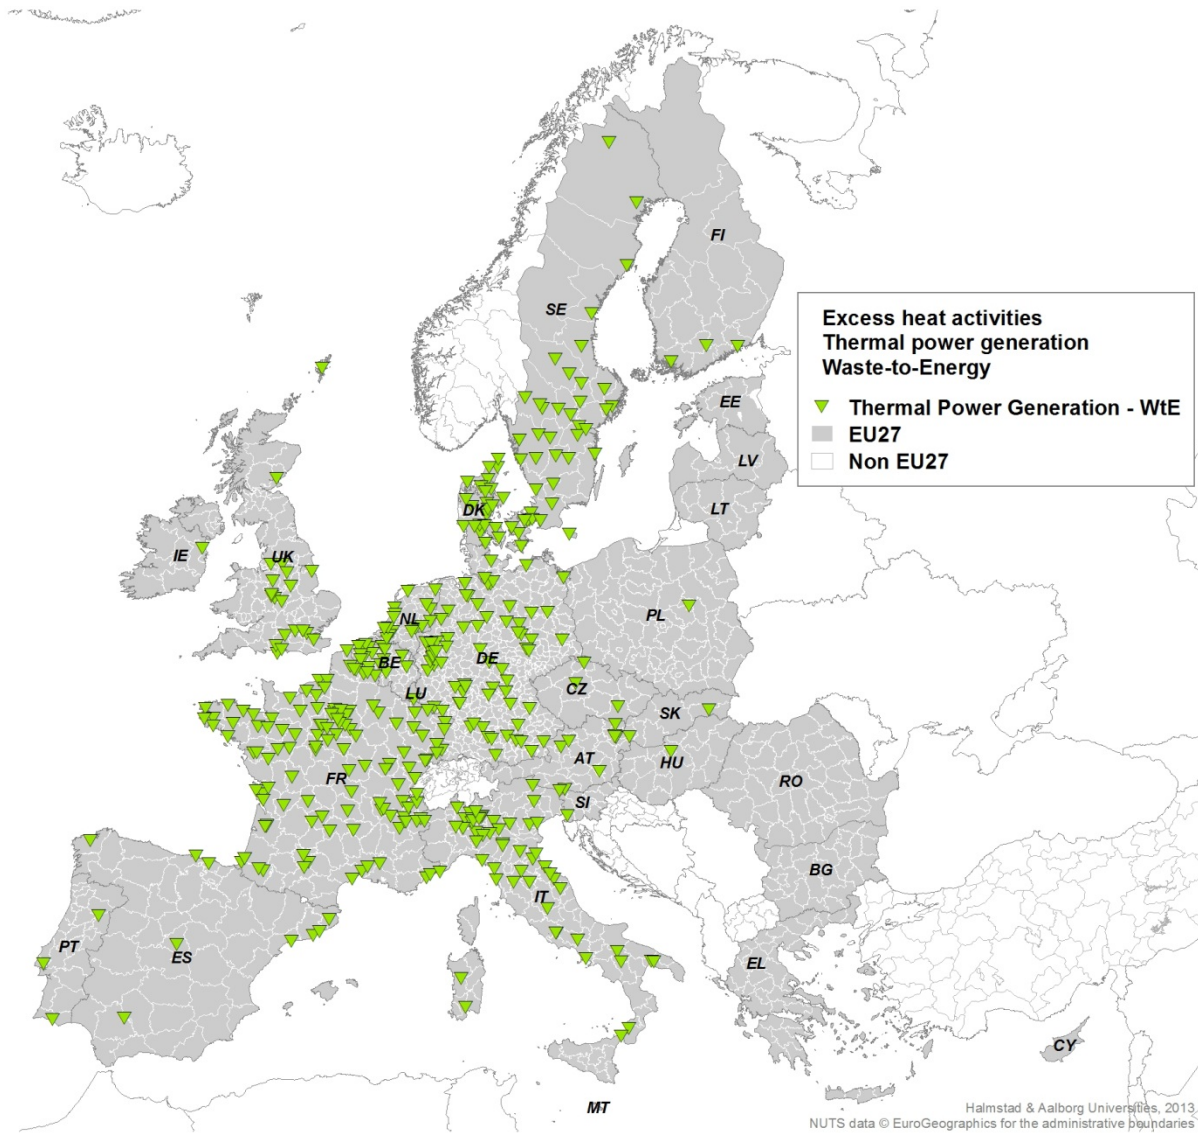 FI
SE
Excess heat activities
Thermal power generation
Waste-to-Energy
Thermal Power Generation - WtE
EU27
Non EU27
EE
LV
LT
DK
IE
UK
PL
NL
BE
DE
LU
CZ
SK
AT
HU
FR
RO
SI
BG
IT
PT
ES
EL
CY
MT
Halmstad & Aalborg Universities, 2013
NUTS data © EuroGeographics for the administrative boundaries